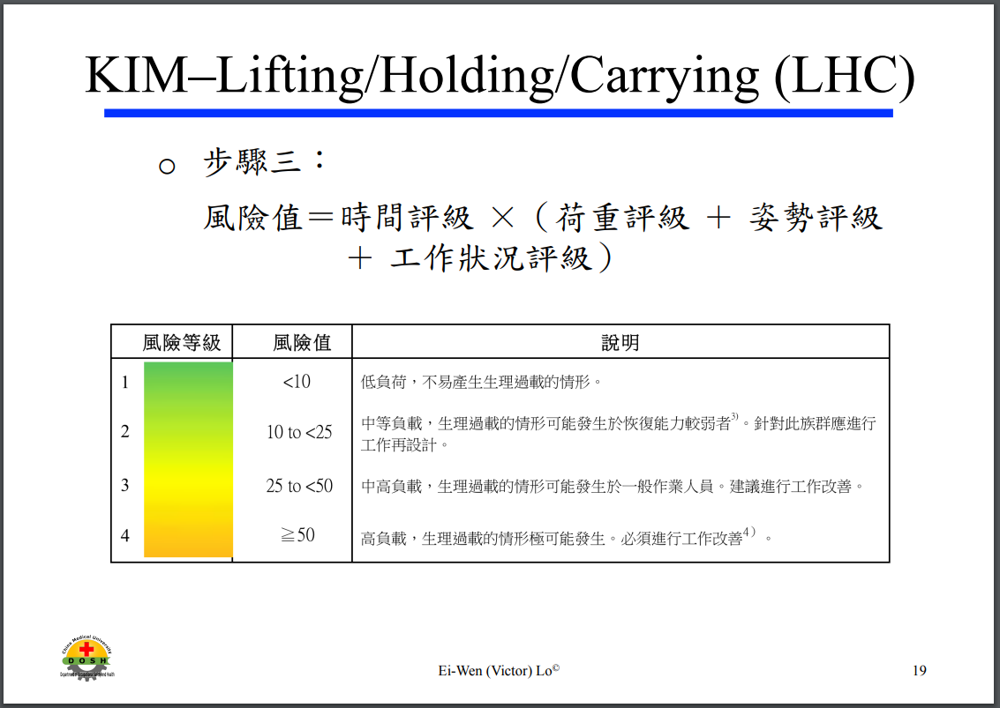 KIM–Lifting/Holding/Carrying (LHC)
步驟三：
風險值＝時間評級 ×（荷重評級 ＋ 姿勢評級
＋ 工作狀況評級）
風險等級 風險值 說明
1 <10 低負荷，不易產生生理過載的情形。
2 10 to <25 中等負載，生理過載的情形可能發生於恢復能力較弱者3)。針對此族群應進行
工作再設計。
3 25 to <50 中高負載，生理過載的情形可能發生於一般作業人員。建議進行工作改善。
4 ≧50 高負載，生理過載的情形極可能發生。必須進行工作改善4）。
China Medical University
DOSH
Ei-Wen (Victor) Lo©
19